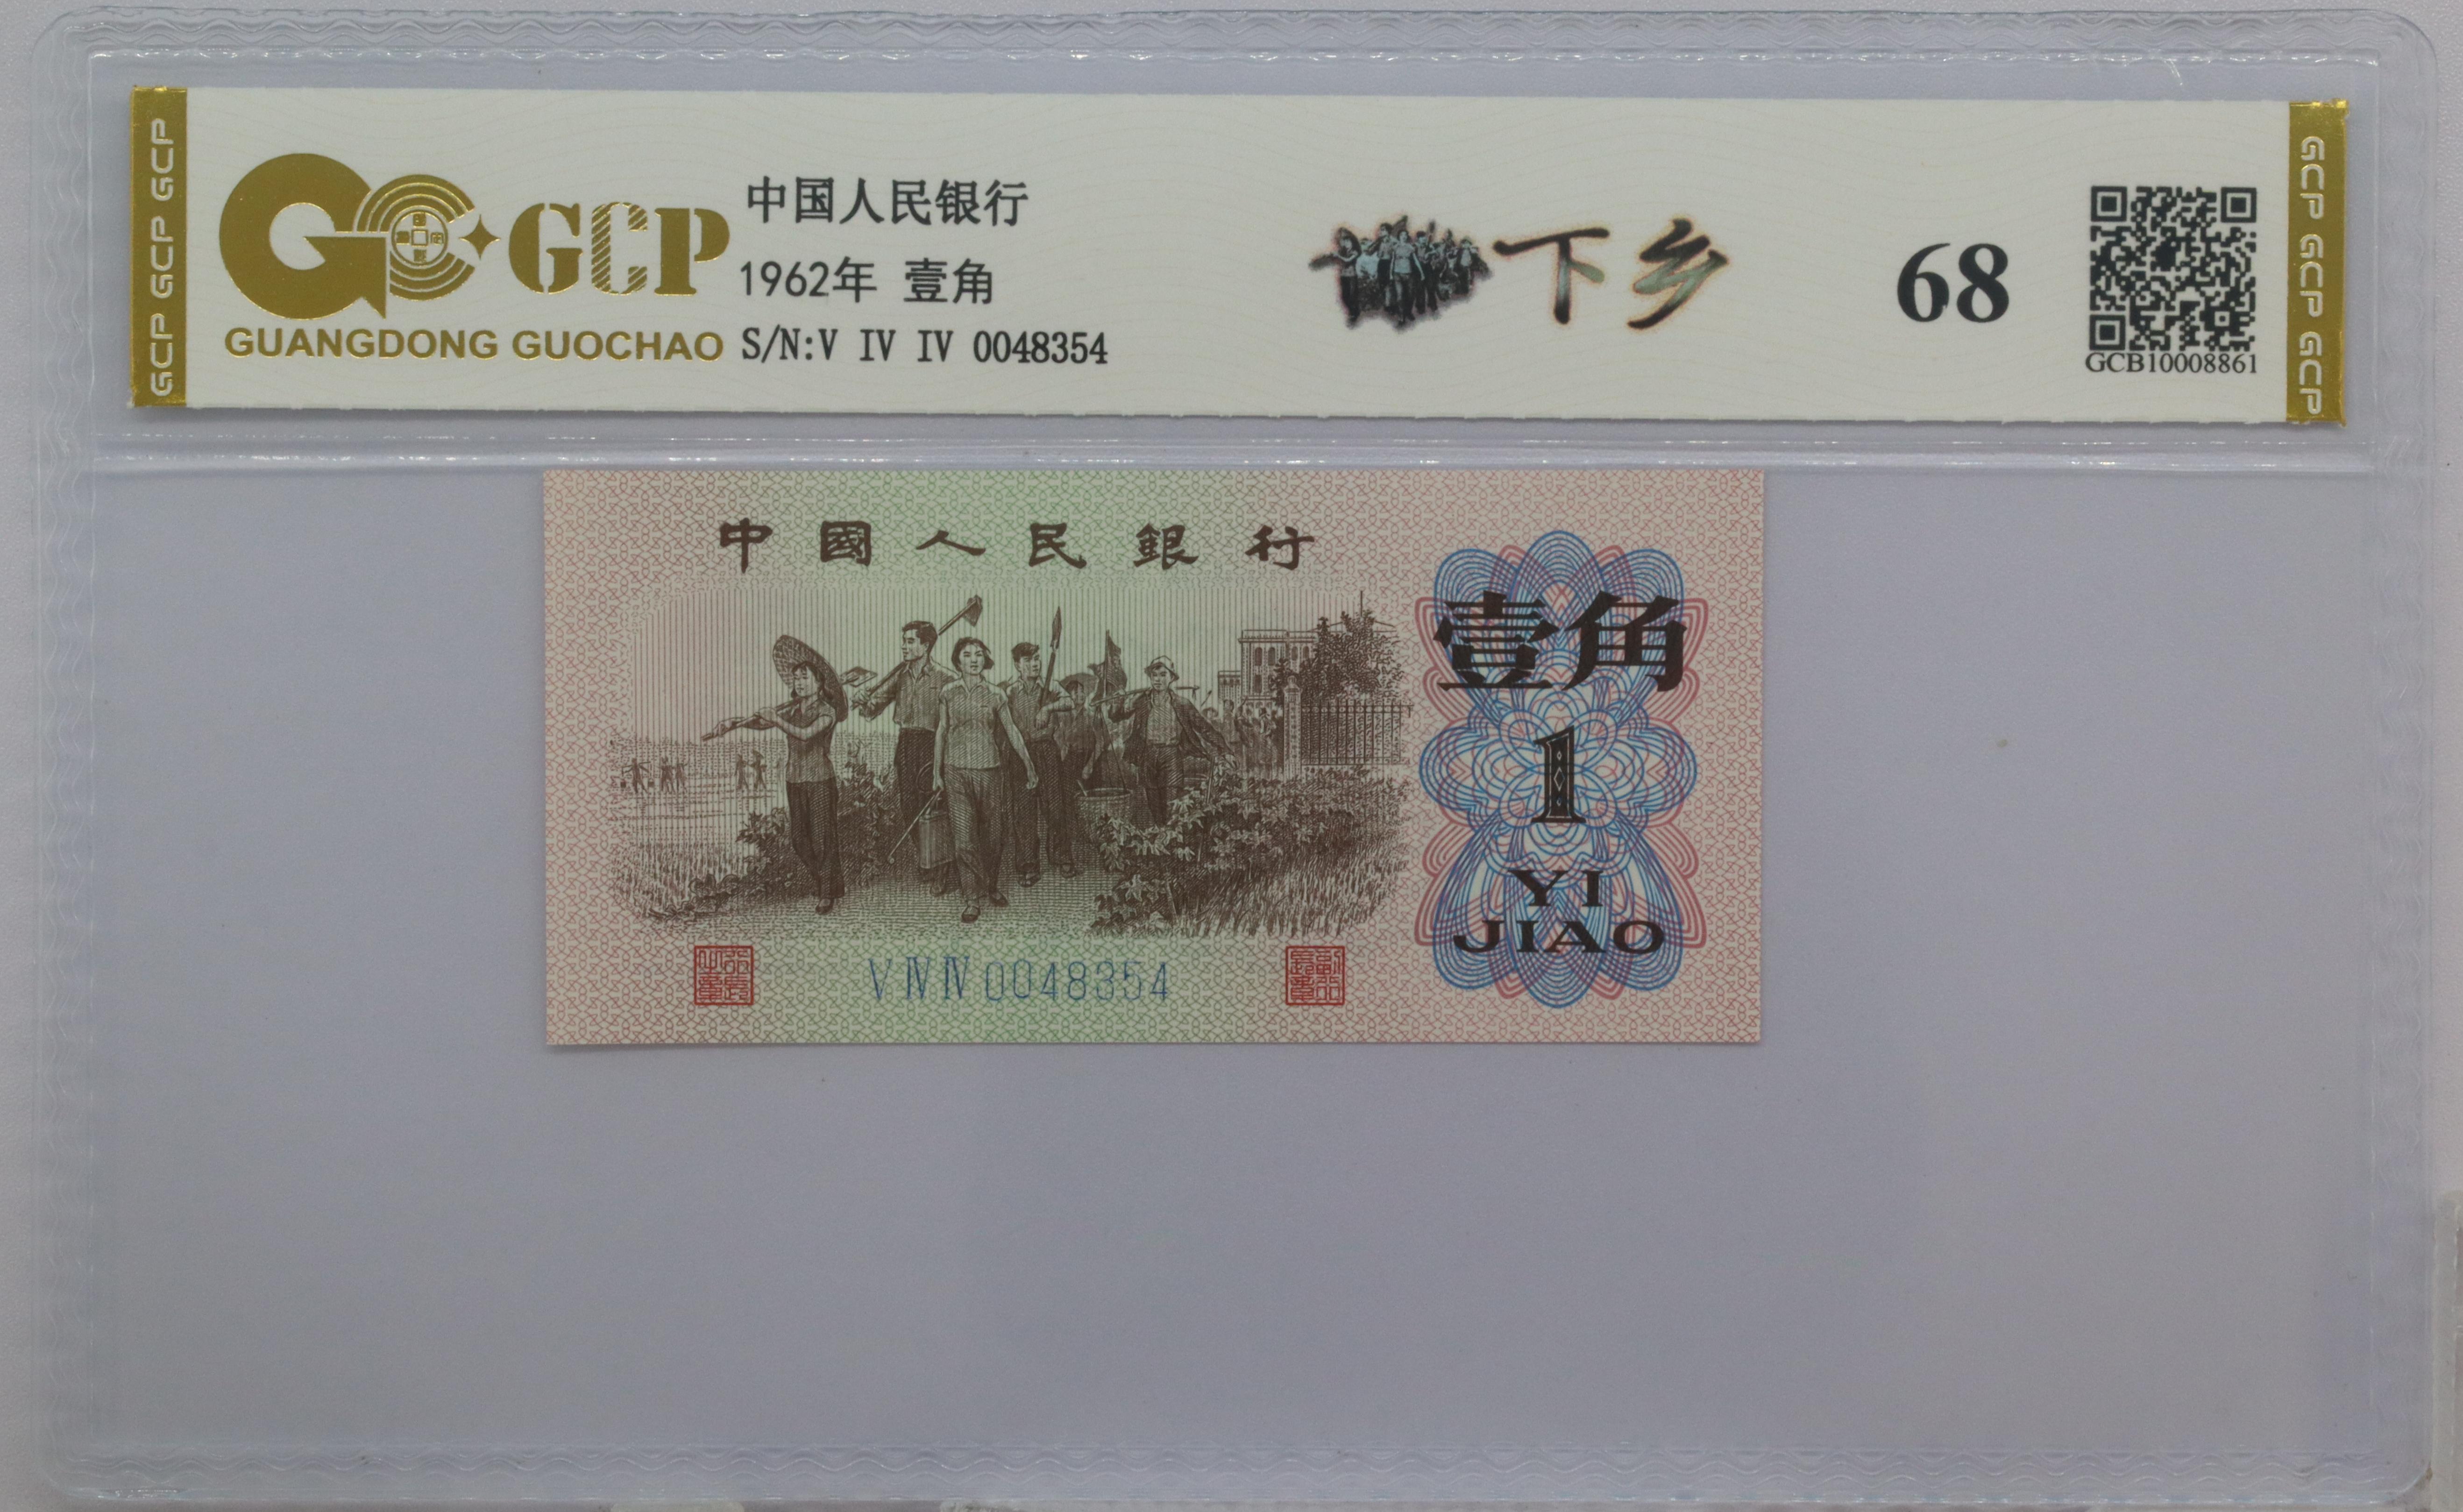 GCP GCP GCP
GCP
GUANGDONG GUOCHAO
中国人民银行
1962年 壹角
S/N:V IV IV 0048354
下乡
68
GCB10008861
GCP GCP GCP
中國人民銀行
壹角
1
YI
JIAO
V IV IV 0048354